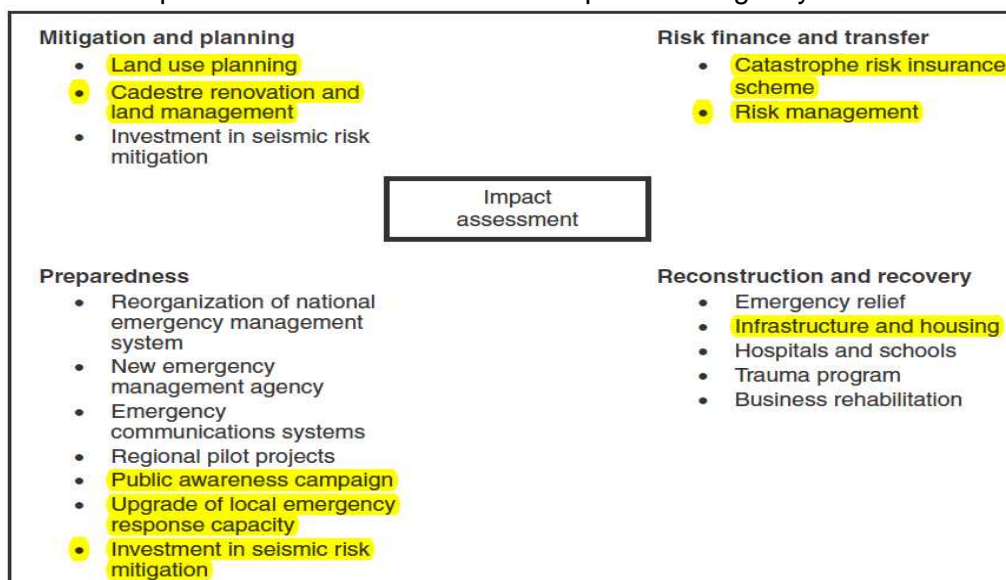 Mitigation and planning
• Land use planning
• Cadestre renovation and
land management
• Investment in seismic risk
mitigation
Risk finance and transfer
• Catastrophe risk insurance
scheme
• Risk management
Impact
assessment
Preparedness
• Reorganization of national
emergency management
system
• New emergency
management agency
• Emergency
communications systems
• Regional pilot projects
• Public awareness campaign
• Upgrade of local emergency
response capacity
• Investment in seismic risk
mitigation
Reconstruction and recovery
• Emergency relief
• Infrastructure and housing
• Hospitals and schools
• Trauma program
• Business rehabilitation